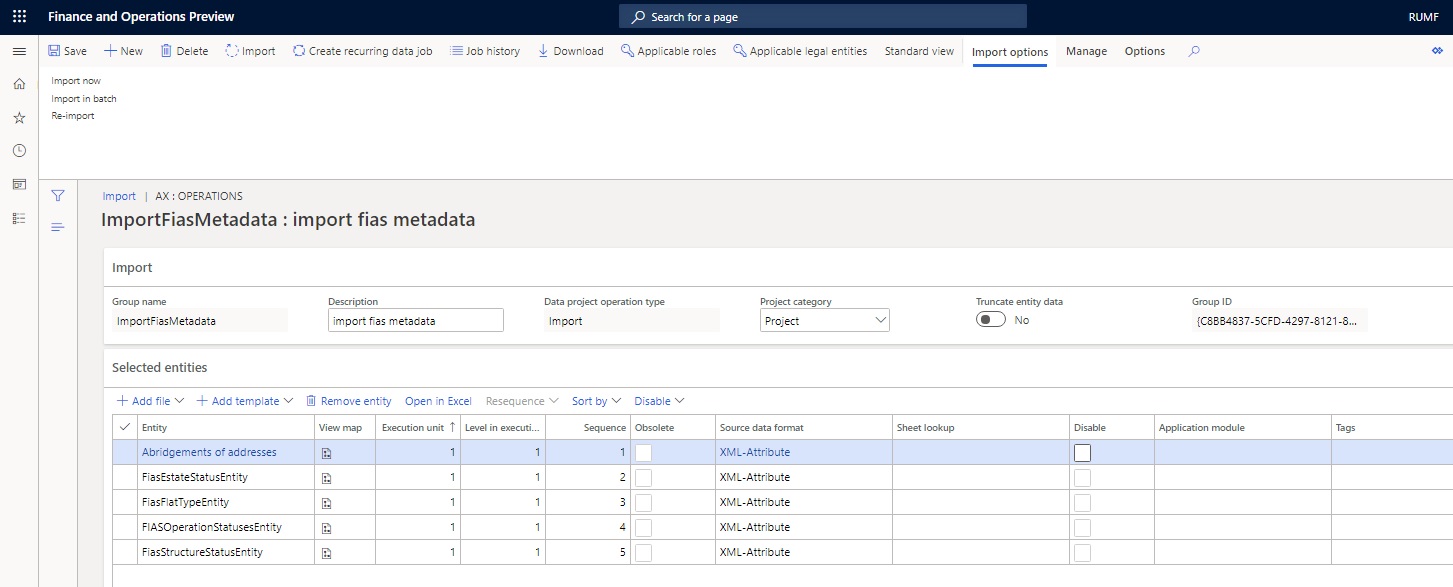 Finance and Operations Preview Search for a page RUMF
Save New Delete Import Create recurring data job Job history Download Applicable roles Applicable legal entities Standard view Import options Manage Options
Import now
Import in batch
Re-import
Import | AX : OPERATIONS
ImportFiasMetadata : import fias metadata
Import
Group name Description Data project operation type Project category Truncate entity data Group ID
ImportFiasMetadata import fias metadata Import Project No {C8BB4837-5CFD-4297-8121-8...
Selected entities
Add file Add template Remove entity Open in Excel Resequence Sort by Disable
Entity View map Execution unit Level in executi... Sequence Obsolete Source data format Sheet lookup Disable Application module Tags
Abridgements of addresses 1 1 1 XML-Attribute
FiasEstateStatusEntity 1 1 2 XML-Attribute
FiasFlatTypeEntity 1 1 3 XML-Attribute
FIASOperationStatusesEntity 1 1 4 XML-Attribute
FiasStructureStatusEntity 1 1 5 XML-Attribute